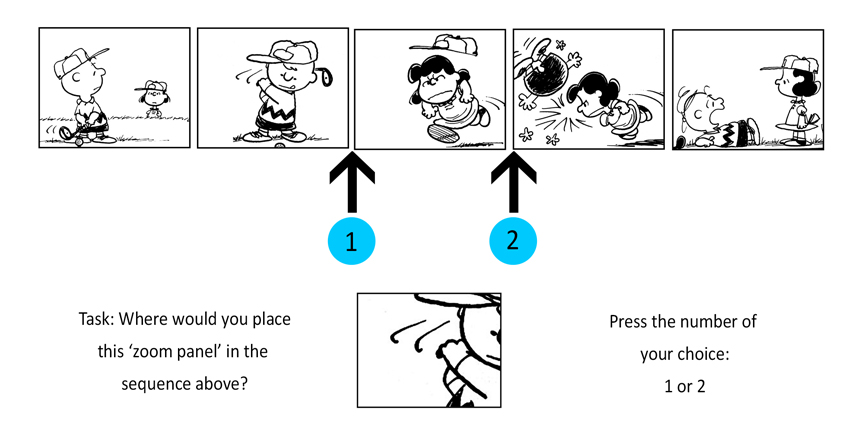 1
2
Task: Where would you place
this ‘zoom panel’ in the
sequence above?
Press the number of
your choice:
1 or 2